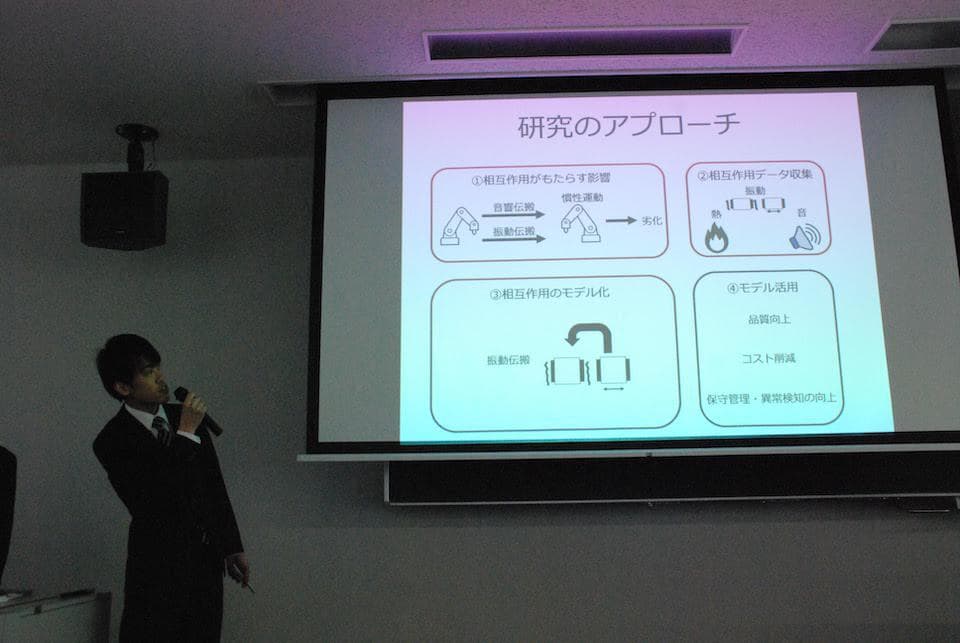 研究のアプローチ
①相互作用がもたらす影響
音響伝搬
慣性運動
劣化
振動伝搬
②相互作用データ収集
振動
熱
音
③相互作用のモデル化
振動伝搬
④モデル活用
品質向上
コスト削減
保守管理・異常検知の向上